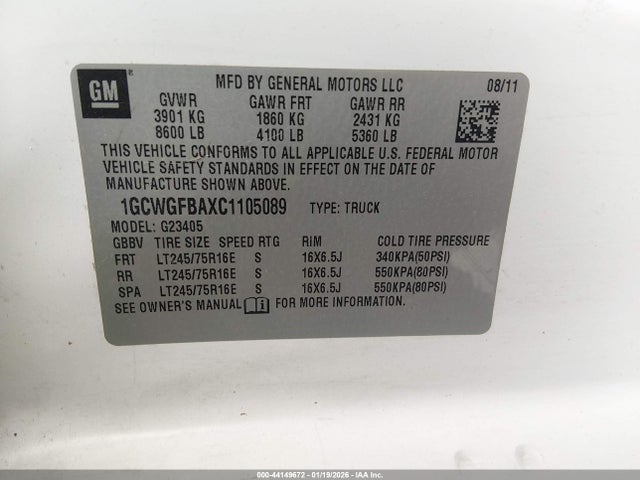 GM
MFD BY GENERAL MOTORS LLC 08/11
GVWR GAWR FRT GAWR RR
3901 KG 1860 KG 2431 KG
8600 LB 4100 LB 5360 LB
THIS VEHICLE CONFORMS TO ALL APPLICABLE U.S. FEDERAL MOTOR
VEHICLE SAFETY STANDARDS IN EFFECT ON THE DATE OF
MANUFACTURE SHOWN ABOVE.
1GCWGFBAXC1105089 TYPE: TRUCK
MODEL: G23405
GBBV TIRE SIZE SPEED RTG RIM COLD TIRE PRESSURE
FRT LT245/75R16E S 16X6.5J 340KPA(50PSI)
RR LT245/75R16E S 16X6.5J 550KPA(80PSI)
SPA LT245/75R16E S 16X6.5J 550KPA(80PSI)
SEE OWNER'S MANUAL FOR MORE INFORMATION.
000-44149672 - 01/19/2026 - IAA Holdings, LLC.